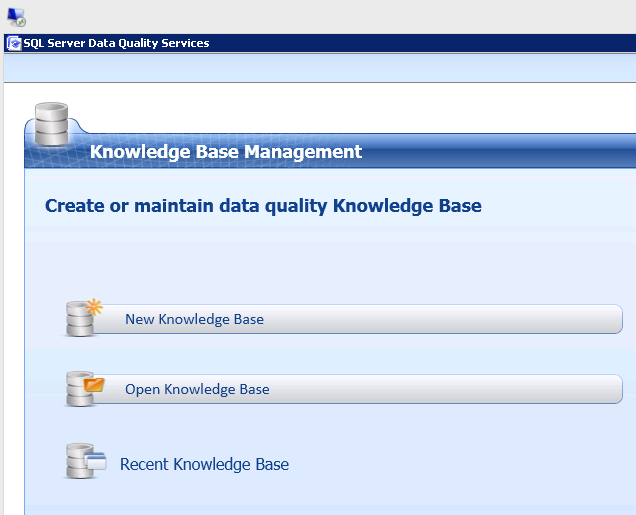 SQL Server Data Quality Services
Knowledge Base Management
Create or maintain data quality Knowledge Base
New Knowledge Base
Open Knowledge Base
Recent Knowledge Base